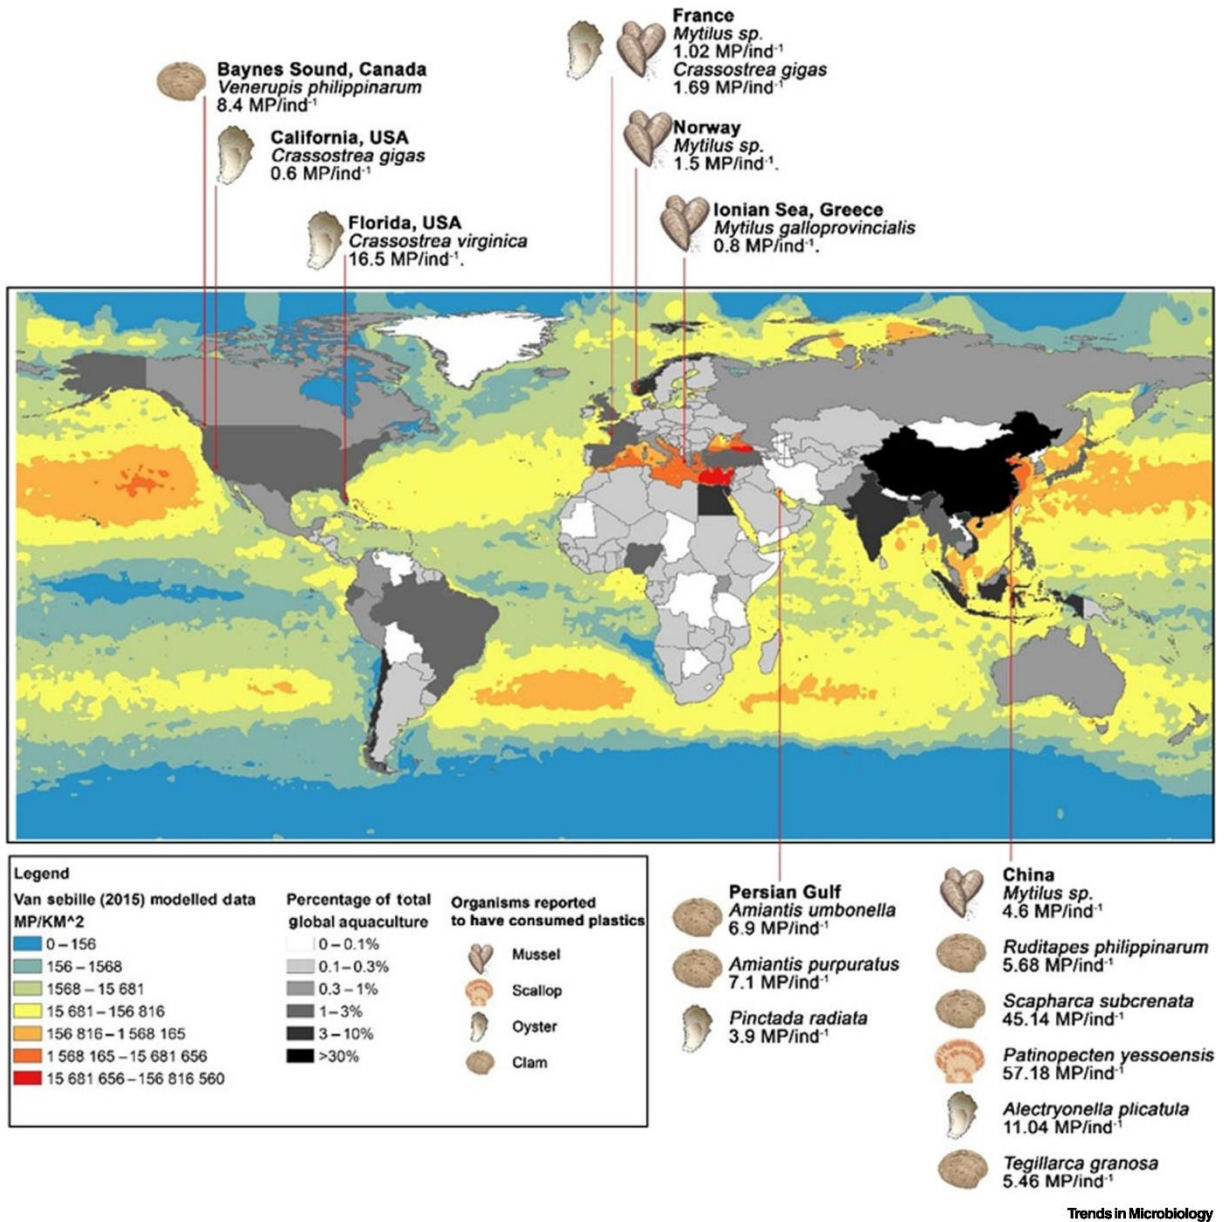 France
Mytilus sp.
1.02 MP/ind⁻¹
Crassostrea gigas
1.69 MP/ind⁻¹
Baynes Sound, Canada
Venerupis philippinarum
8.4 MP/ind⁻¹
California, USA
Crassostrea gigas
0.6 MP/ind⁻¹
Norway
Mytilus sp.
1.5 MP/ind⁻¹.
Florida, USA
Crassostrea virginica
16.5 MP/ind⁻¹.
Ionian Sea, Greece
Mytilus galloprovincialis
0.8 MP/ind⁻¹.
Legend
Van sebille (2015) modelled data
MP/KM^2
0–156
156–1568
1568–15 681
15 681–156 816
156 816–1 568 165
1 568 165–15 681 656
15 681 656–156 816 560
Percentage of total
global aquaculture
0–0.1%
0.1–0.3%
0.3–1%
1–3%
3–10%
>30%
Organisms reported
to have consumed plastics
Mussel
Scallop
Oyster
Clam
Persian Gulf
Amiantis umbonella
6.9 MP/ind⁻¹
Amiantis purpuratus
7.1 MP/ind⁻¹
Pinctada radiata
3.9 MP/ind⁻¹
China
Mytilus sp.
4.6 MP/ind⁻¹
Ruditapes philippinarum
5.68 MP/ind⁻¹
Scapharca subcrenata
45.14 MP/ind⁻¹
Patinopecten yessoensis
57.18 MP/ind⁻¹
Alectryonella plicatula
11.04 MP/ind⁻¹
Tegillarca granosa
5.46 MP/ind⁻¹
Trends in Microbiology